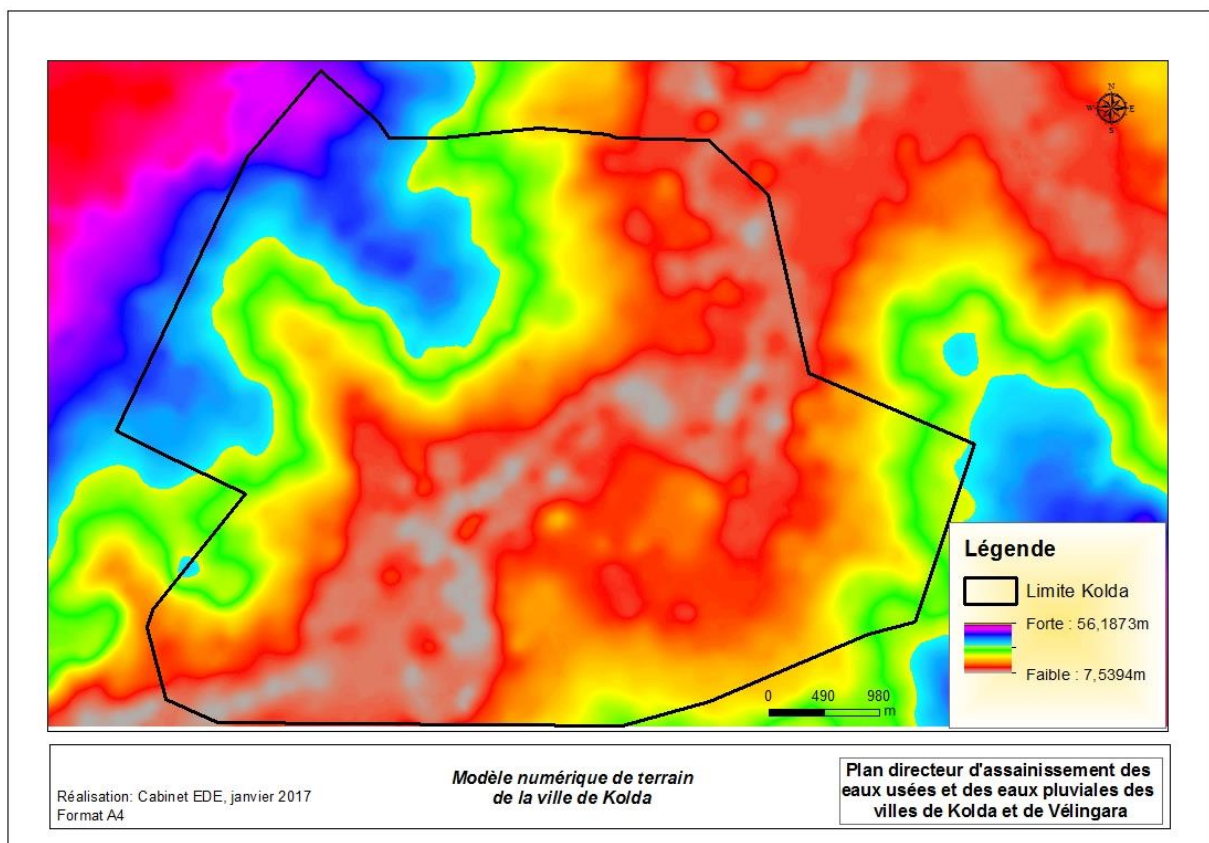 N
W E
S
Légende
Limite Kolda
Forte : 56,1873m
Faible : 7,5394m
0 490 980
m
Réalisation: Cabinet EDE, janvier 2017
Format A4
Modèle numérique de terrain
de la ville de Kolda
Plan directeur d'assainissement des
eaux usées et des eaux pluviales des
villes de Kolda et de Vélingara